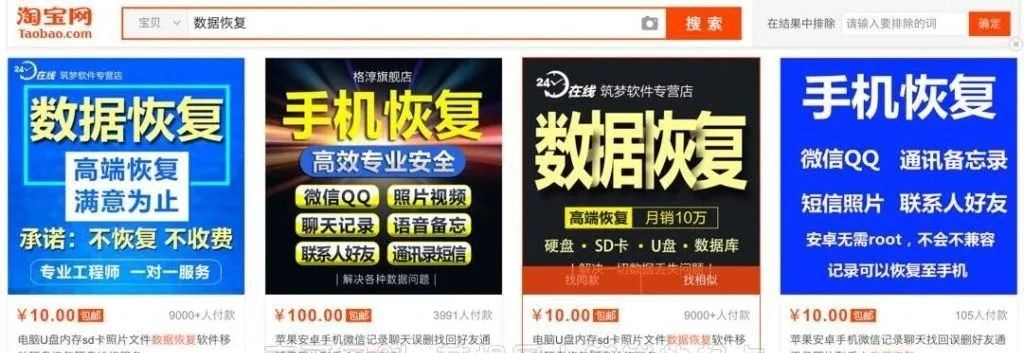 淘宝网
Taobao.com
宝贝
数据恢复
搜索
在结果中排除
请输入要排除的词
确定
24
在线
筑梦软件专营店
数据恢复
高端恢复
满意为止
承诺：不恢复 不收费
专业工程师 一对一服务
¥10.00 包邮
9000+人付款
电脑U盘内存sd卡照片文件数据恢复软件移
格淳旗舰店
手机恢复
高效专业安全
微信QQ 照片视频
聊天记录 语音备忘
联系人好友 通讯录短信
|解决各种数据问题|
¥100.00 包邮
3991人付款
苹果安卓手机微信记录聊天误删找回好友通
24
在线
筑梦软件专营店
数据恢复
高端恢复 月销10万
硬盘·SD卡·U盘·数据库
|解决一切数据丢失问题|
找同款 找相似
¥10.00 包邮
9000+人付款
电脑U盘内存sd卡照片文件数据恢复软件移
手机恢复
微信QQ 通讯备忘录
短信照片 联系人好友
安卓无需root，不会不兼容
记录可以恢复至手机
¥10.00 包邮
105人付款
苹果安卓手机微信记录聊天误删找回好友通